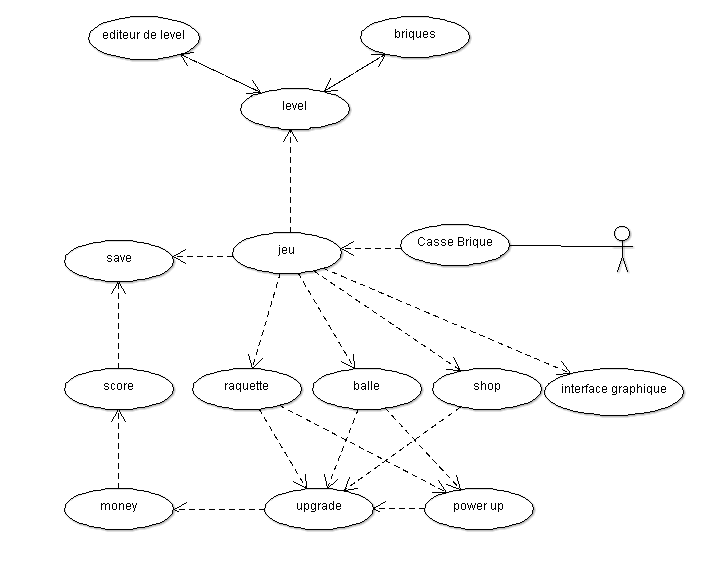 editeur de level
briques
level
Casse Brique
jeu
save
score
raquette
balle
shop
interface graphique
money
upgrade
power up